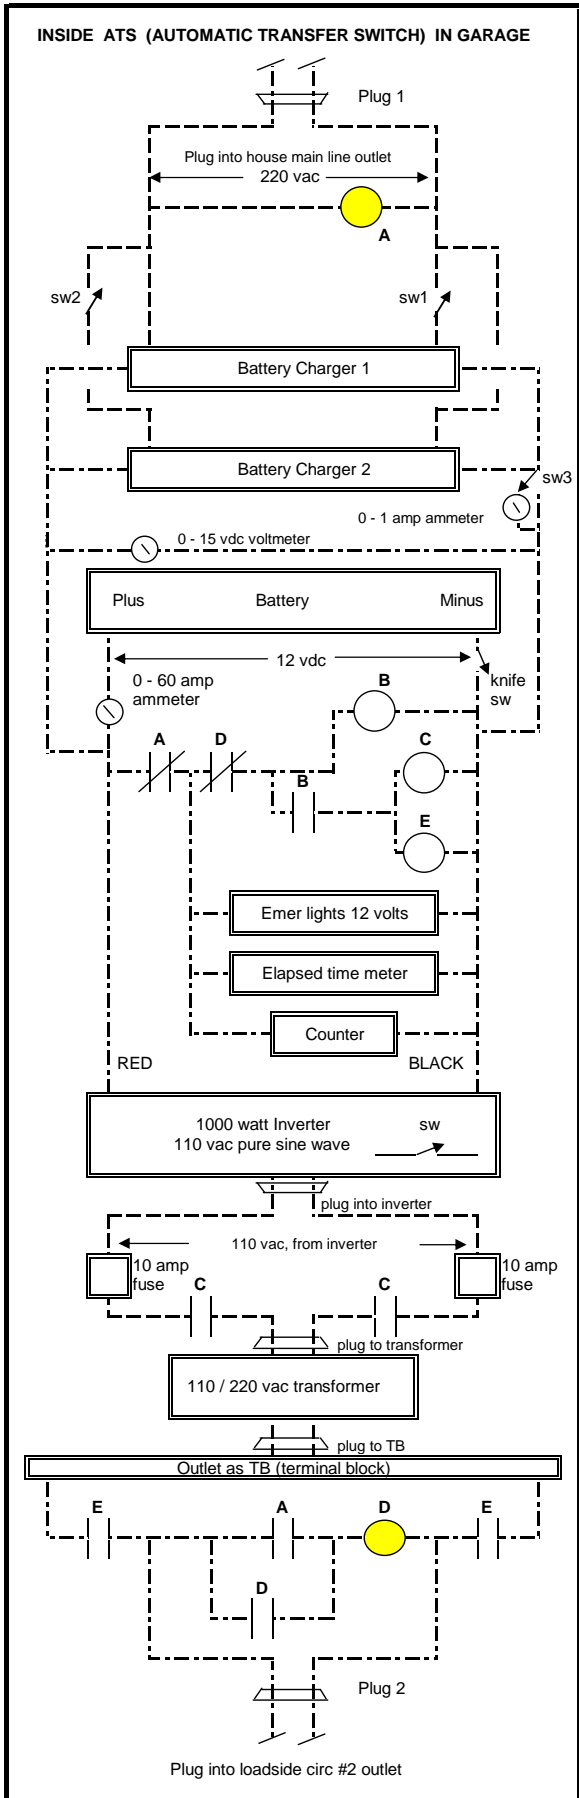 INSIDE ATS (AUTOMATIC TRANSFER SWITCH) IN GARAGE
Plug 1
Plug into house main line outlet
220 vac
A
sw2
sw1
Battery Charger 1
Battery Charger 2
sw3
0 - 1 amp ammeter
0 - 15 vdc voltmeter
Plus
Battery
Minus
12 vdc
0 - 60 amp
ammeter
knife
sw
B
A
D
C
B
E
Emer lights 12 volts
Elapsed time meter
Counter
RED
BLACK
1000 watt Inverter
110 vac pure sine wave
sw
plug into inverter
110 vac, from inverter
10 amp
fuse
10 amp
fuse
C
C
plug to transformer
110 / 220 vac transformer
plug to TB
Outlet as TB (terminal block)
E
A
D
E
D
Plug 2
Plug into loadside circ #2 outlet